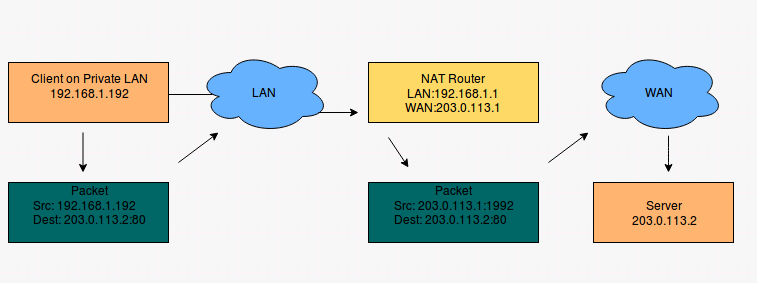 Client on Private LAN
192.168.1.192
LAN
NAT Router
LAN:192.168.1.1
WAN:203.0.113.1
WAN
Packet
Src: 192.168.1.192
Dest: 203.0.113.2:80
Packet
Src: 203.0.113.1:1992
Dest: 203.0.113.2:80
Server
203.0.113.2